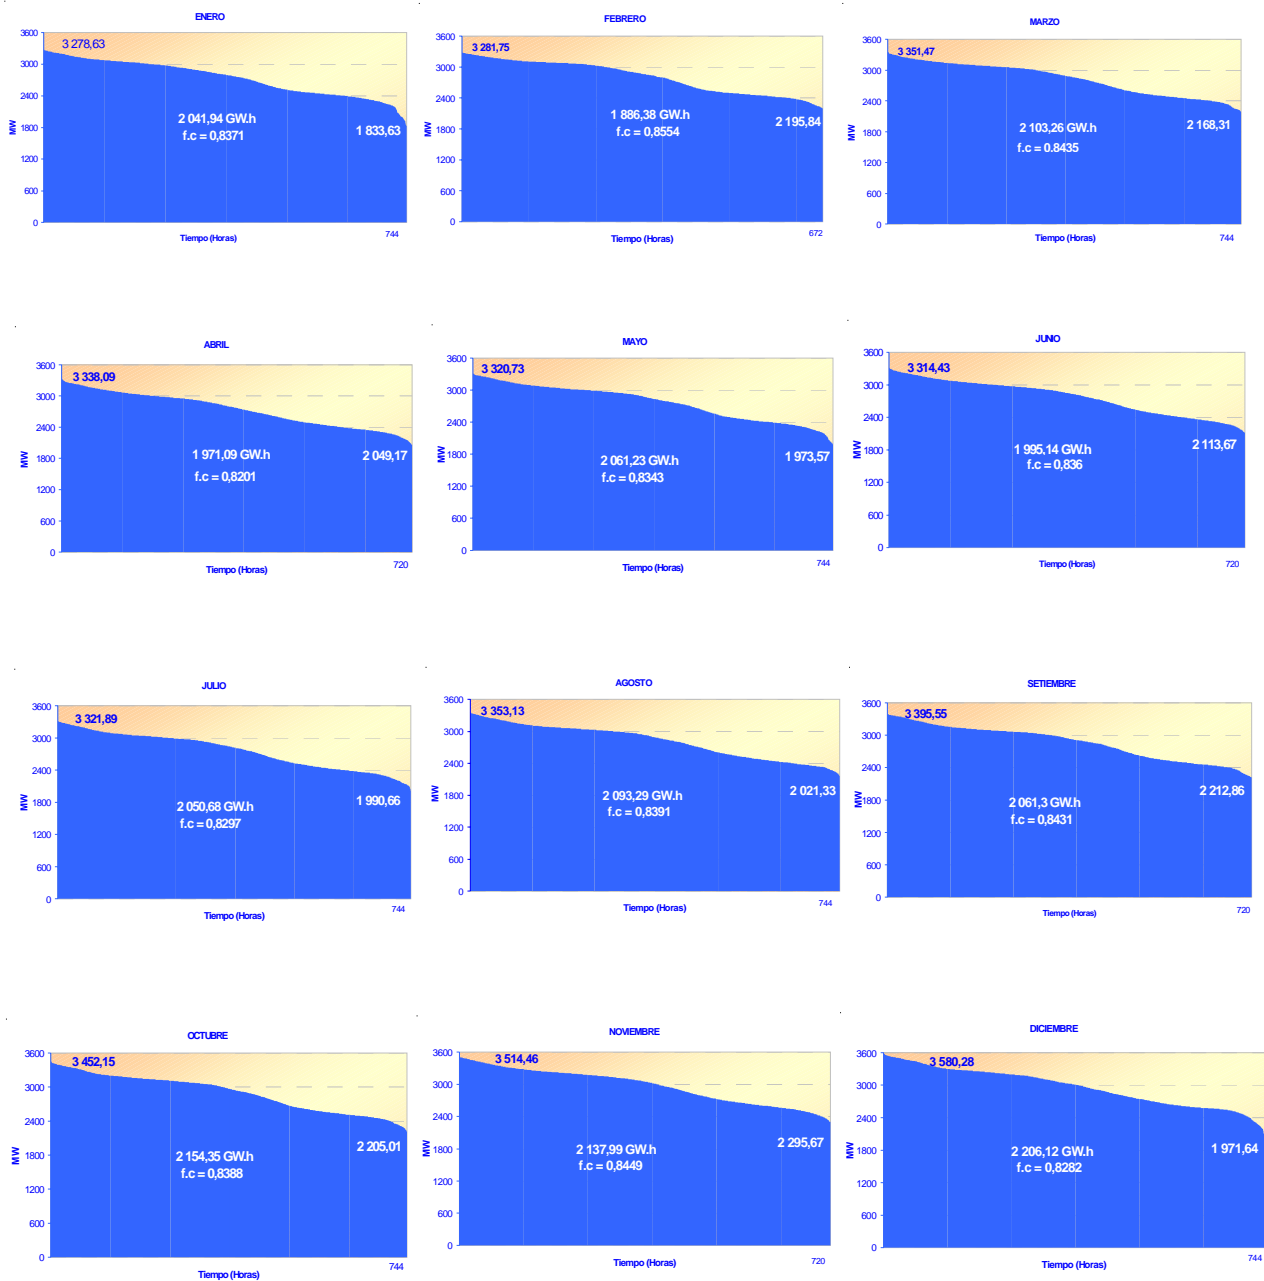 ENERO
3600
3 278,63
3000
2400
2 041,94 GW.h
1800
1 833,63
f.c = 0,8371
MW
1200
600
0
Tiempo (Horas)
744
FEBRERO
3600
3 281,75
3000
2400
1 886,38 GW.h
2 195,84
1800
f.c = 0,8554
MW
1200
600
0
Tiempo (Horas)
672
MARZO
3600
3 351,47
3000
2400
2 103,26 GW.h
2 168,31
1800
f.c = 0.8435
MW
1200
600
0
Tiempo (Horas)
744
ABRIL
3600
3 338,09
3000
2400
1 971,09 GW.h
2 049,17
1800
MW
f.c = 0,8201
1200
600
0
Tiempo (Horas)
720
MAYO
3600
3 320,73
3000
2400
2 061,23 GW.h
1 973,57
1800
MW
f.c = 0,8343
1200
600
0
Tiempo (Horas)
744
JUNIO
3600
3 314,43
3000
2400
1 995,14 GW.h
2 113,67
1800
MW
f.c = 0,836
1200
600
0
Tiempo (Horas)
720
JULIO
3600
3 321,89
3000
2400
2 050,68 GW.h
1 990,66
1800
MW
f.c = 0,8297
1200
600
0
Tiempo (Horas)
744
AGOSTO
3600
3 353,13
3000
2400
2 093,29 GW.h
2 021,33
1800
MW
f.c = 0,8391
1200
600
0
Tiempo (Horas)
744
SETIEMBRE
3600
3 395,55
3000
2400
2 061,3 GW.h
2 212,86
1800
MW
f.c = 0,8431
1200
600
0
Tiempo (Horas)
720
OCTUBRE
3600
3 452,15
3000
2400
2 154,35 GW.h
2 205,01
1800
MW
f.c = 0,8388
1200
600
0
Tiempo (Horas)
744
NOVIEMBRE
3600
3 514,46
3000
2400
2 137,99 GW.h
2 295,67
1800
MW
f.c = 0,8449
1200
600
0
Tiempo (Horas)
720
DICIEMBRE
3600
3 580,28
3000
2400
2 206,12 GW.h
1 971,64
1800
MW
f.c = 0,8282
1200
600
0
Tiempo (Horas)
744